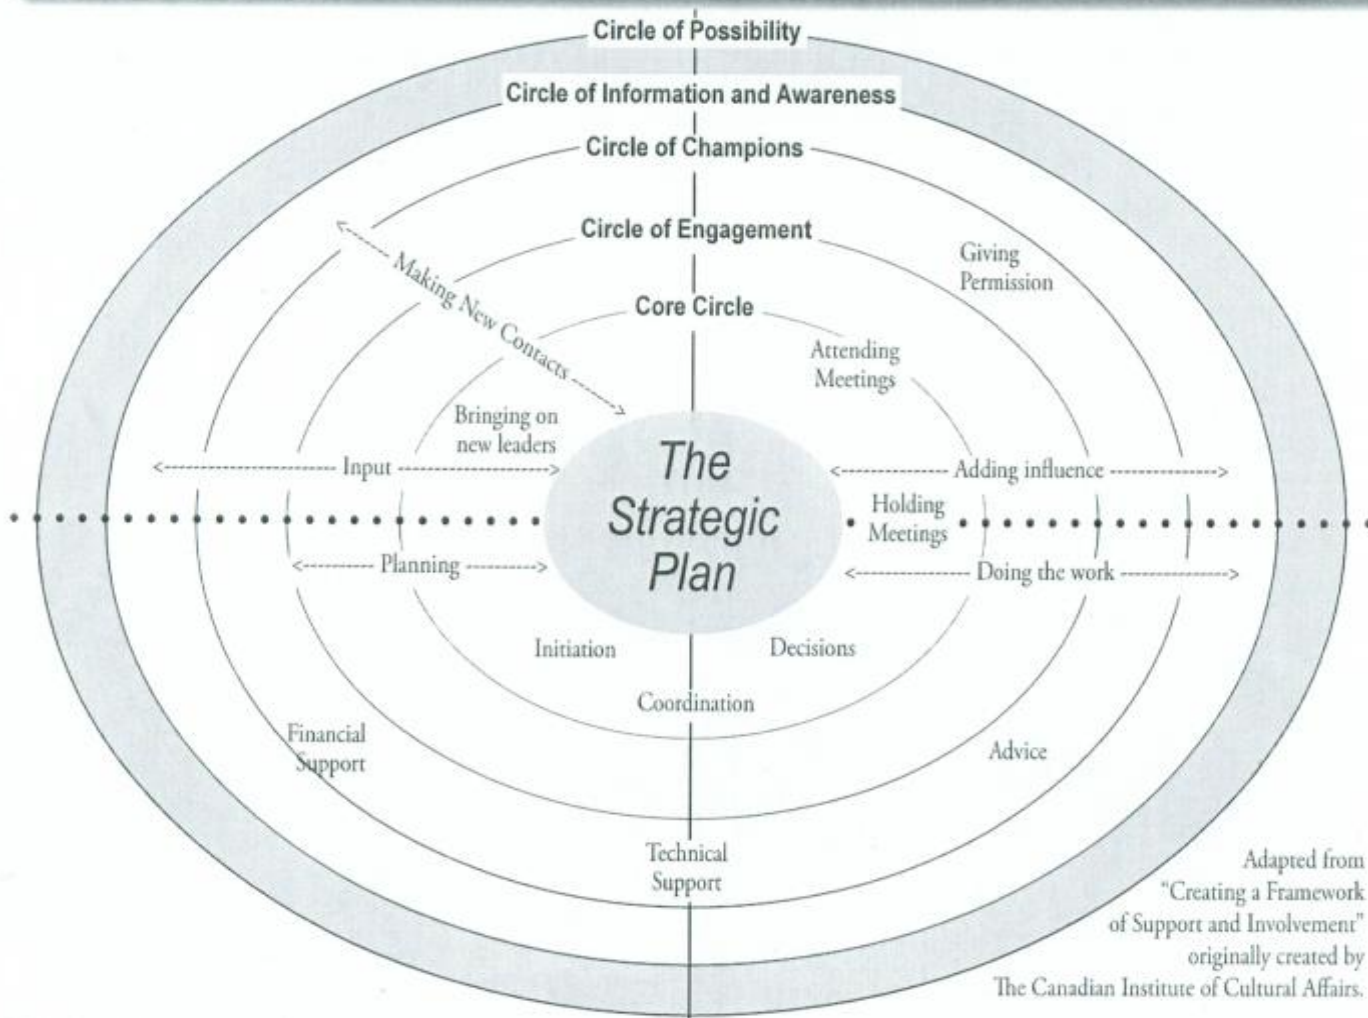 Circle of Possibility
Circle of Information and Awareness
Circle of Champions
Circle of Engagement
Giving
Permission
Making New Contacts
Core Circle
Attending
Meetings
Bringing on
new leaders
The
Strategic
Plan
Input
Adding influence
Holding
Meetings
Planning
Doing the work
Initiation
Decisions
Coordination
Financial
Support
Advice
Technical
Support
Adapted from
"Creating a Framework
of Support and Involvement"
originally created by
The Canadian Institute of Cultural Affairs.